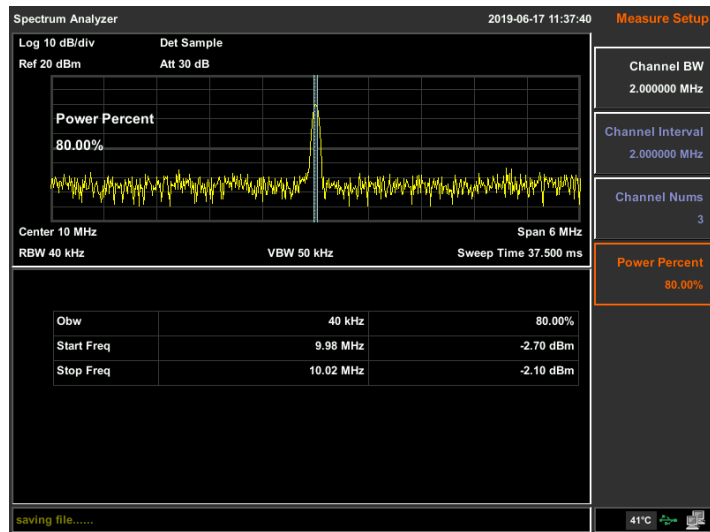 Spectrum Analyzer 2019-06-17 11:37:40 Measure Setup
Log 10 dB/div Det Sample
Ref 20 dBm Att 30 dB
Power Percent
80.00%
Center 10 MHz Span 6 MHz
RBW 40 kHz VBW 50 kHz Sweep Time 37.500 ms
Obw 40 kHz 80.00%
Start Freq 9.98 MHz -2.70 dBm
Stop Freq 10.02 MHz -2.10 dBm
saving file......
Channel BW
2.000000 MHz
Channel Interval
2.000000 MHz
Channel Nums
3
Power Percent
80.00%
41°C